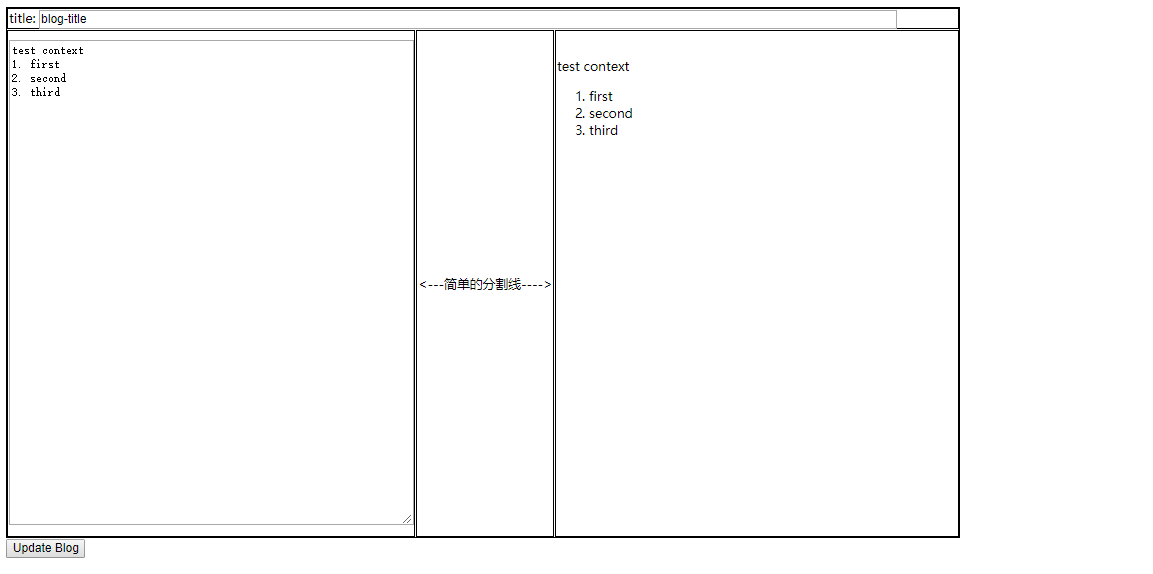 title: blog-title
test context
1. first
2. second
3. third
<---简单的分割线---->
test context
1. first
2. second
3. third
Update Blog